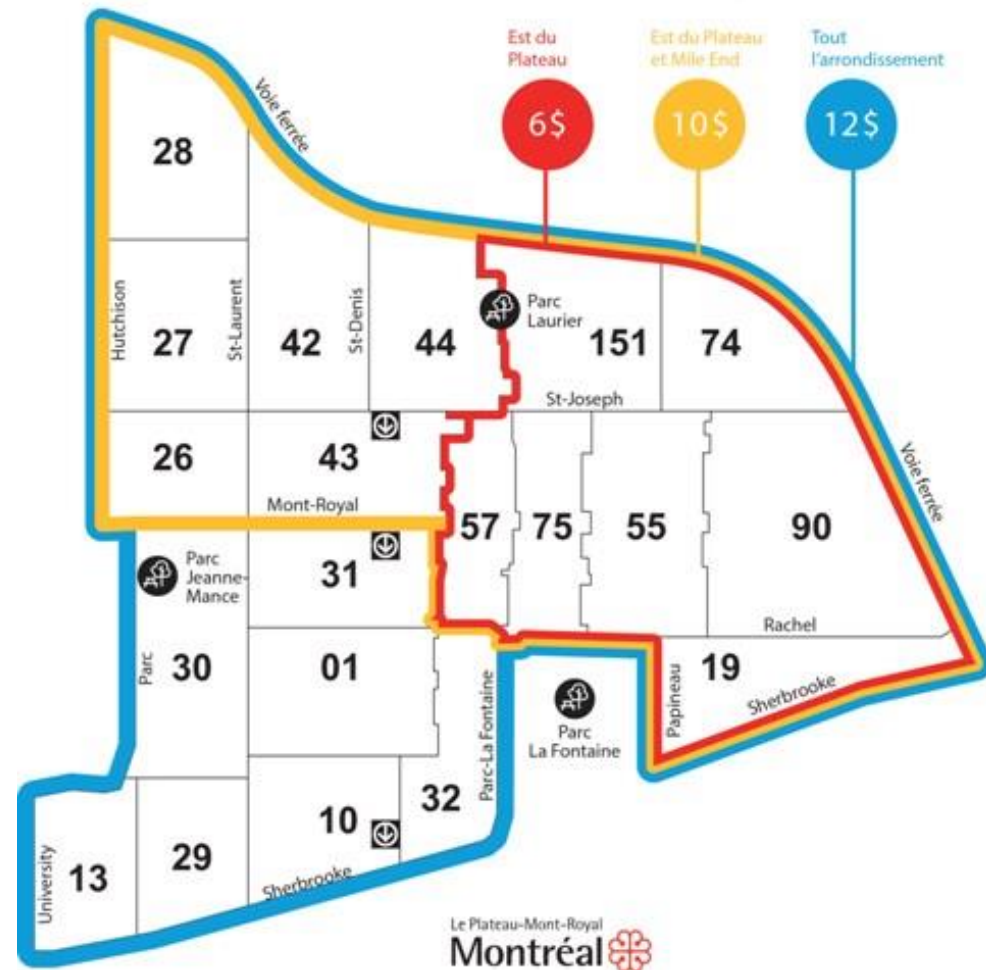 Est du
Plateau
6$
Est du Plateau
et Mile End
10$
Tout
l'arrondissement
12$
Voie ferrée
28
Hutchison
27
St-Laurent
42
St-Denis
44
Parc
Laurier
151
74
St-Joseph
Voie ferrée
26
43
Mont-Royal
57
75
55
90
Parc
Jeanne-
Mance
31
Rachel
Parc
30
01
Parc-La Fontaine
Parc
La Fontaine
Papineau
19
Sherbrooke
University
13
29
10
32
Sherbrooke
Le Plateau-Mont-Royal
Montréal